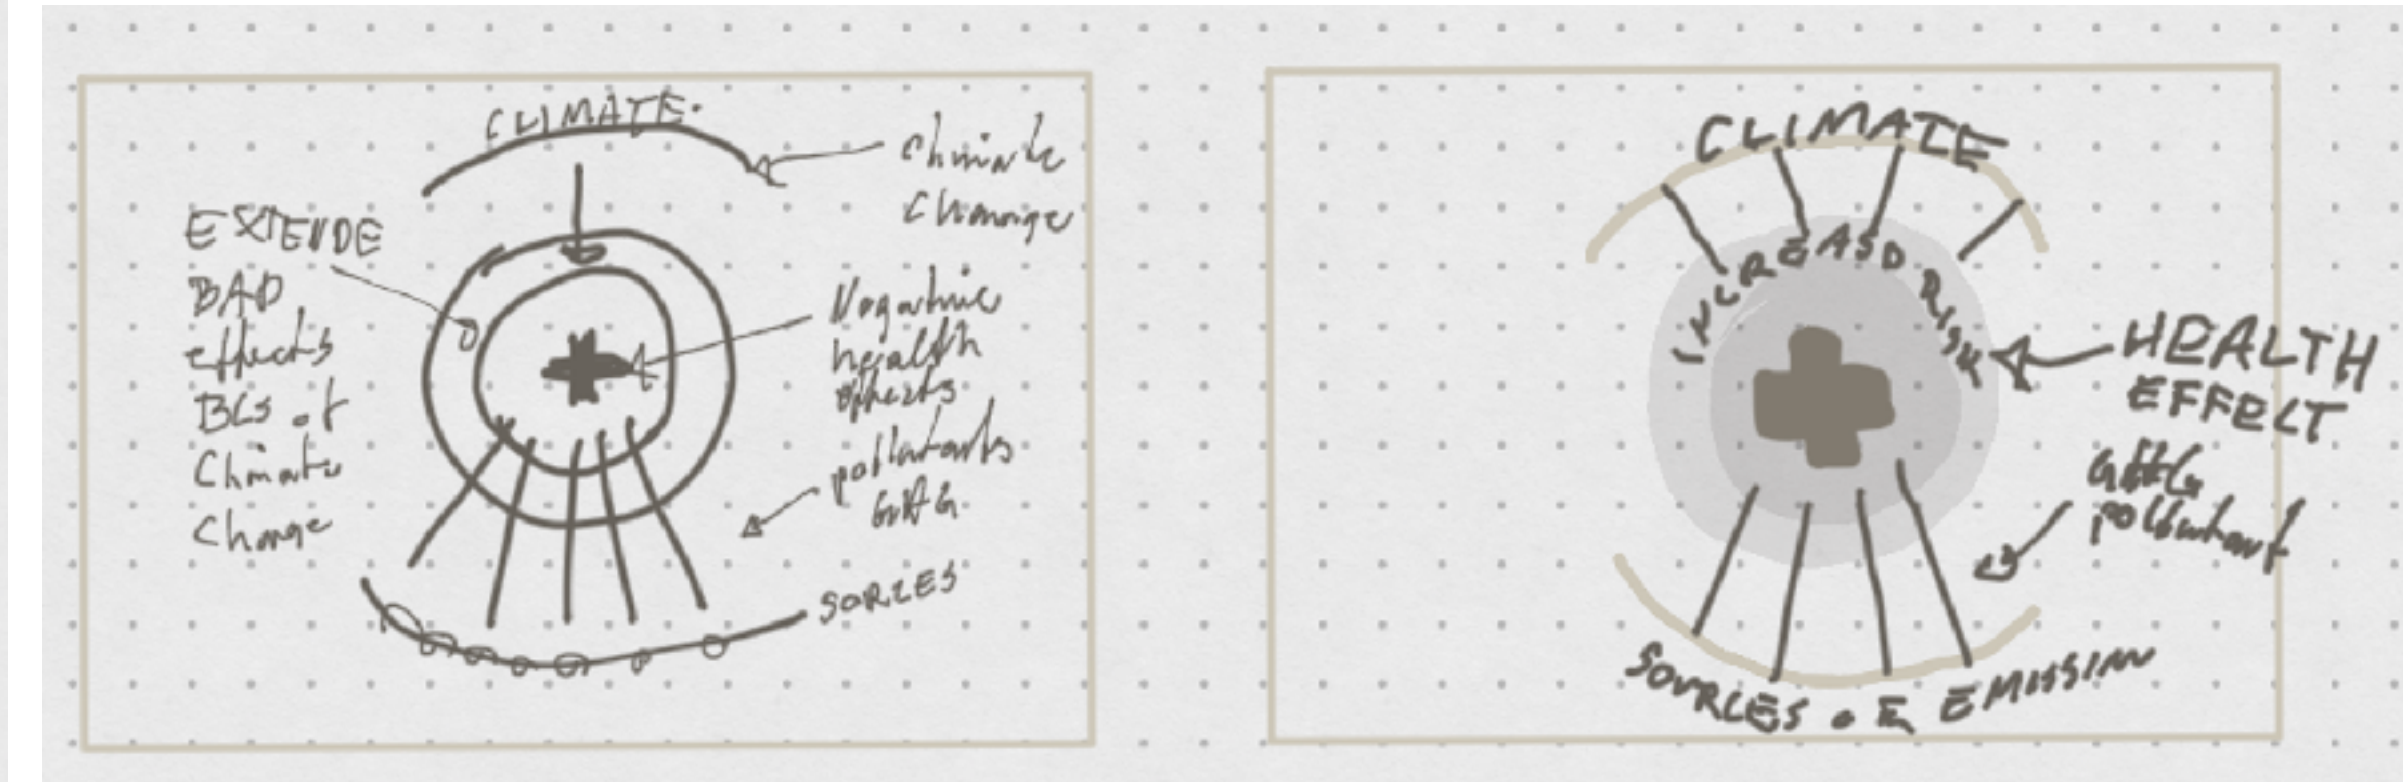 CLIMATE.
Climate
Change
EXTENDE
BAD
effects
BCS of
Climate
Change
Negative
health
effects
pollutants
GHG
SORCES
CLIMATE
INCREASD RISK
HEALTH
EFFECT
GHG
pollutant
SOURCES OF EMISSIN